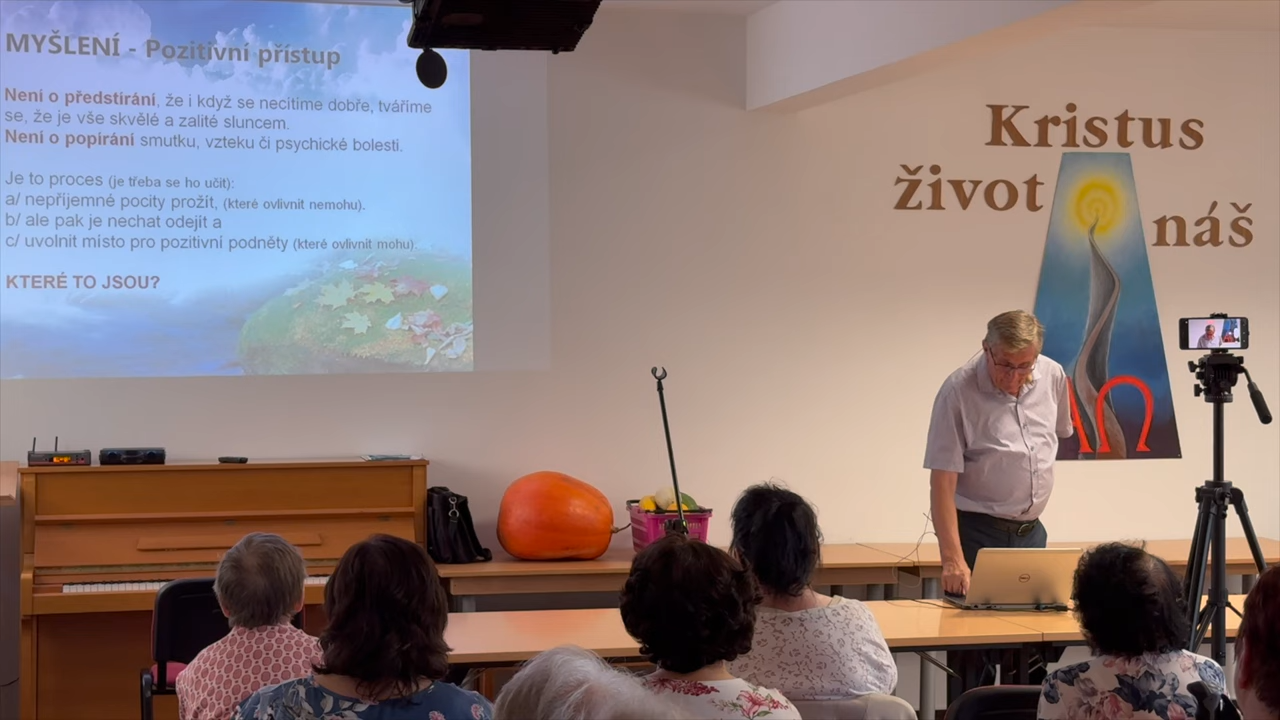 MYŠLENÍ - Pozitivní přístup
Není o předstírání, že i když se necítíme dobře, tváříme
se, že je vše skvělé a zalité sluncem.
Není o popírání smutku, vzteku či psychické bolesti.
Je to proces (je třeba se ho učit):
a/ nepříjemné pocity prožít, (které ovlivnit nemohu).
b/ ale pak je nechat odejít a
c/ uvolnit místo pro pozitivní podněty (které ovlivnit mohu)
KTERÉ TO JSOU?
Kristus
život
náš
ΑΩ
DELL